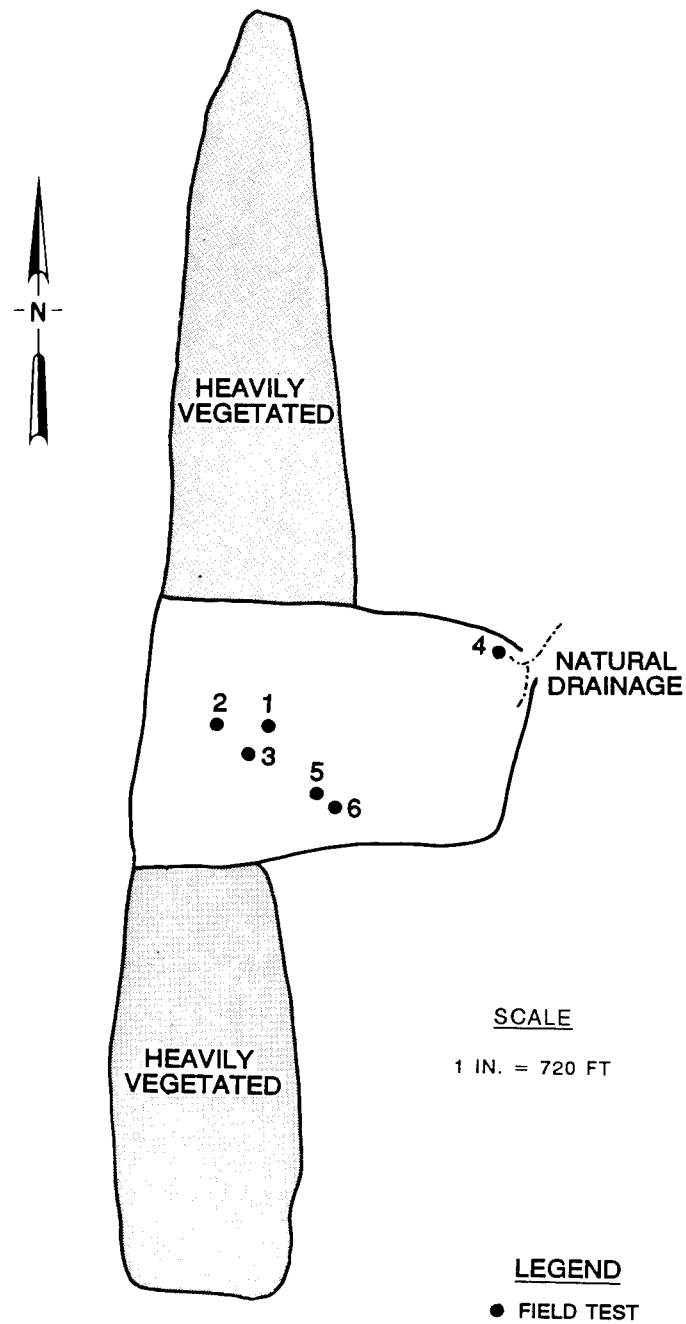 -N-
HEAVILY
VEGETATED
4
NATURAL
DRAINAGE
2
1
3
5
6
SCALE
1 IN. = 720 FT
HEAVILY
VEGETATED
LEGEND
● FIELD TEST